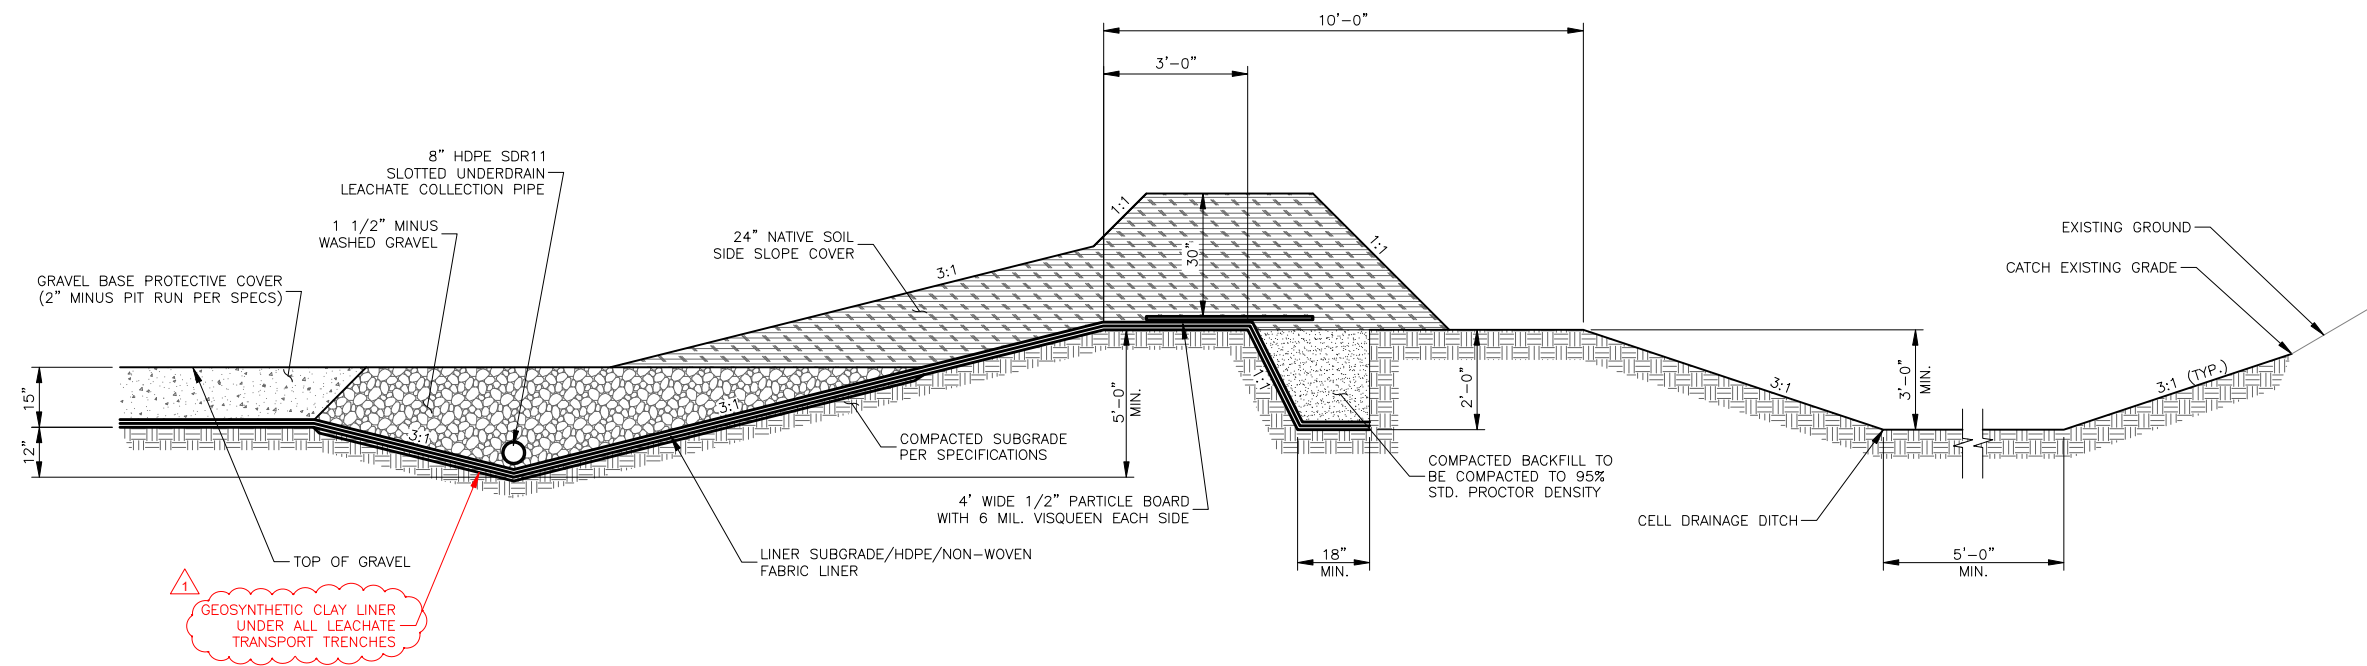 10'-0"
3'-0"
8" HDPE SDR11
SLOTTED UNDERDRAIN
LEACHATE COLLECTION PIPE
1 1/2" MINUS
WASHED GRAVEL
GRAVEL BASE PROTECTIVE COVER
(2" MINUS PIT RUN PER SPECS)
24" NATIVE SOIL
SIDE SLOPE COVER
3:1
1:1
30"
1:1
EXISTING GROUND
CATCH EXISTING GRADE
15"
12"
3:1
3:1
5'-0"
MIN.
1:1
2'-0"
3:1
3'-0"
MIN.
3:1 (TYP.)
COMPACTED SUBGRADE
PER SPECIFICATIONS
COMPACTED BACKFILL TO
BE COMPACTED TO 95%
STD. PROCTOR DENSITY
4' WIDE 1/2" PARTICLE BOARD
WITH 6 MIL. VISQUEEN EACH SIDE
CELL DRAINAGE DITCH
TOP OF GRAVEL
LINER SUBGRADE/HDPE/NON-WOVEN
FABRIC LINER
18"
MIN.
5'-0"
MIN.
1
GEOSYNTHETIC CLAY LINER
UNDER ALL LEACHATE
TRANSPORT TRENCHES